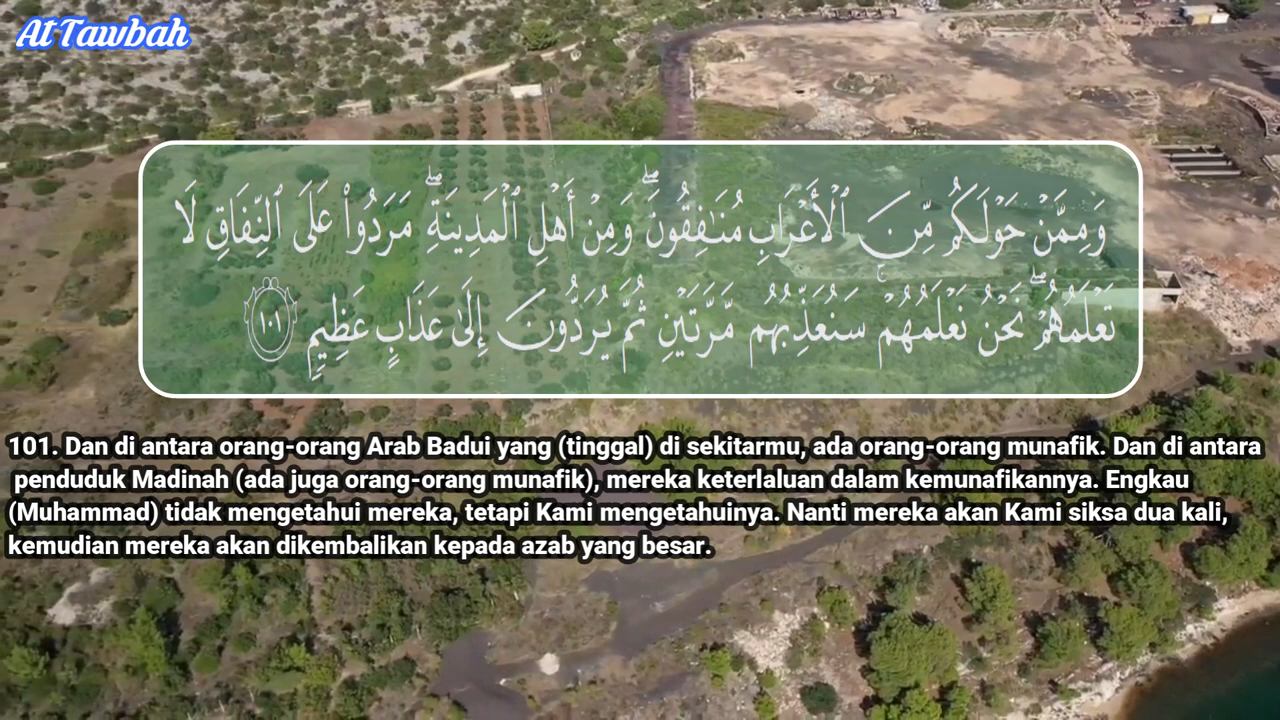 At Tawbah
وَمِمَّنْ حَوْلَكُم مِّنَ ٱلْأَعْرَابِ مُنَٰفِقُونَ ۖ وَمِنْ أَهْلِ ٱلْمَدِينَةِ ۖ مَرَدُوا۟ عَلَى ٱلنِّفَاقِ لَا
تَعْلَمُهُمْ ۖ نَحْنُ نَعْلَمُهُمْ ۚ سَنُعَذِّبُهُم مَّرَّتَيْنِ ثُمَّ يُرَدُّونَ إِلَىٰ عَذَابٍ عَظِيمٍ ١٠١
101. Dan di antara orang-orang Arab Badui yang (tinggal) di sekitarmu, ada orang-orang munafik. Dan di antara
penduduk Madinah (ada juga orang-orang munafik), mereka keterlaluan dalam kemunafikannya. Engkau
(Muhammad) tidak mengetahui mereka, tetapi Kami mengetahuinya. Nanti mereka akan Kami siksa dua kali,
kemudian mereka akan dikembalikan kepada azab yang besar.